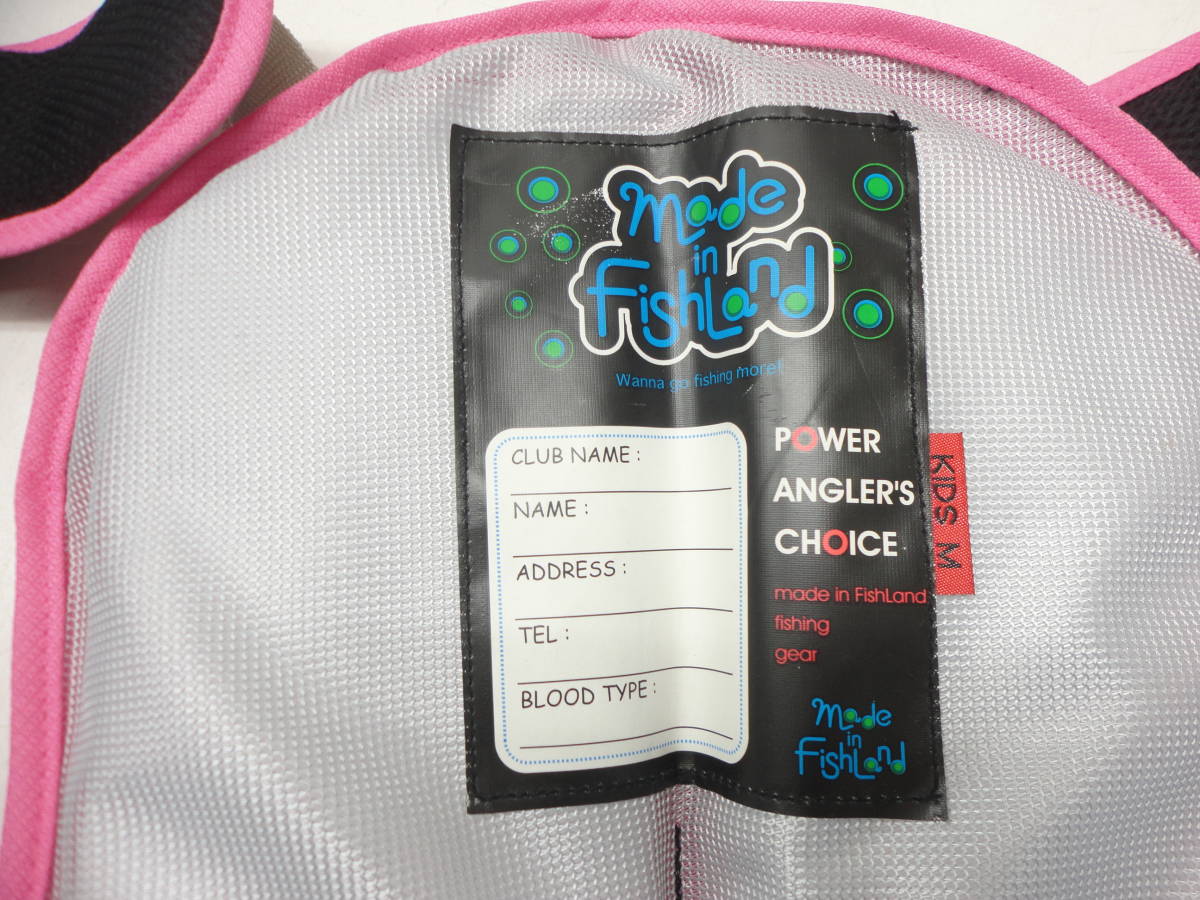 Made
in
FishLand
Wanna go fishing more!!
CLUB NAME :
NAME :
ADDRESS :
TEL :
BLOOD TYPE :
POWER
ANGLER'S
CHOICE
made in FishLand
fishing
gear
Made
in
FishLand
KIDS M